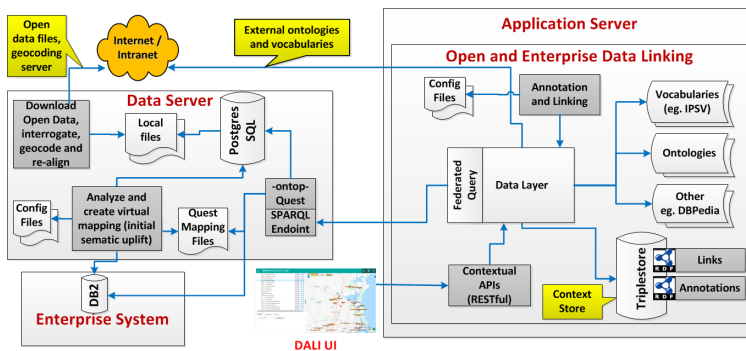 Open
data files,
geocoding
server
Internet /
Intranet
External ontologies
and vocabularies
Application Server
Open and Enterprise Data Linking
Data Server
Download
Open Data,
interrogate,
geocode and
re-align
Local
files
Postgres
SQL
Config
Files
Annotation
and Linking
Vocabularies
(eg. IPSV)
Ontologies
Other
eg. DBPedia
Federated
Query
Data Layer
-ontop-
Quest
SPARQL
Endoint
Config
Files
Analyze and
create virtual
mapping (initial
sematic uplift)
Quest
Mapping
Files
DB2
Enterprise System
DALI UI
Contextual
APIs
(RESTful)
Context
Store
Triplestore
RDF
Links
RDF
Annotations